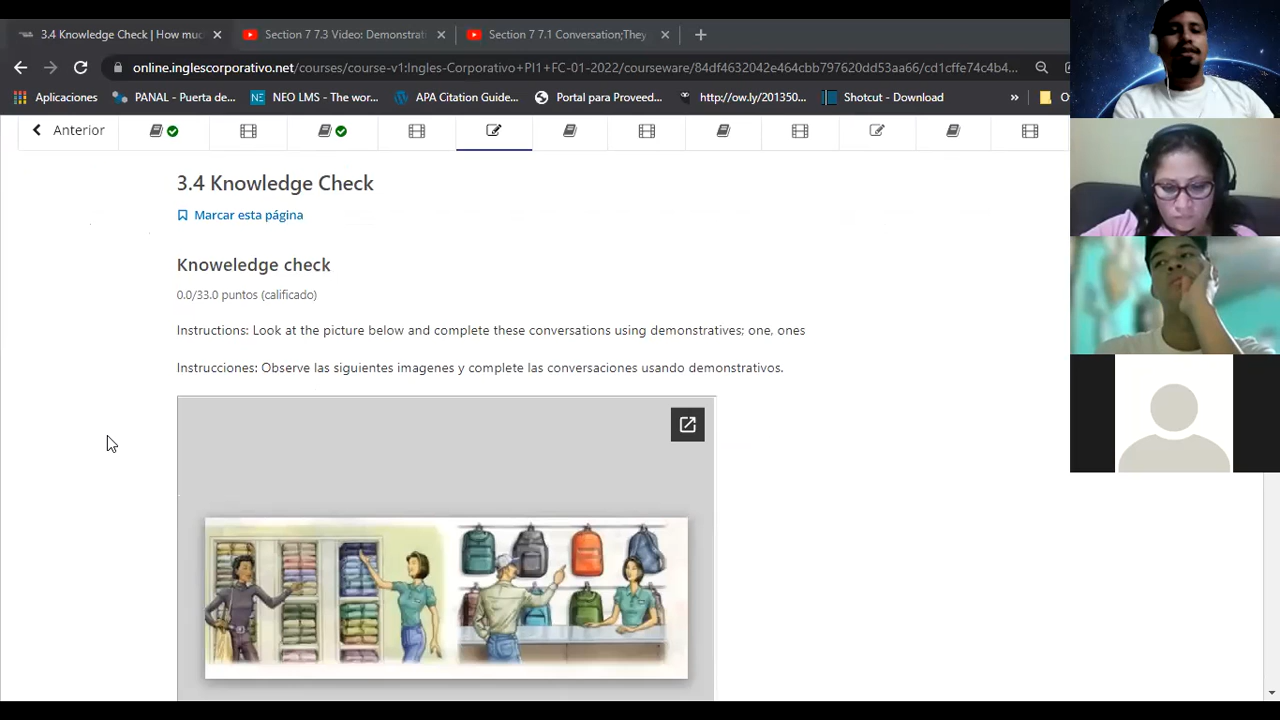 3.4 Knowledge Check | How muc
Section 7 7.3 Video: Demonstrat
Section 7 7.1 Conversation;They
online.inglescorporativo.net/courses/course-v1:Ingles-Corporativo+PI1+FC-01-2022/courseware/84df4632042e464cbb797620dd53aa66/cd1cffe74c4b4...
Aplicaciones
PANAL - Puerta de...
NEO LMS - The wor...
APA Citation Guide...
Portal para Proveed...
http://ow.ly/201350...
Shotcut - Download
»
Anterior
3.4 Knowledge Check
Marcar esta página
Knoweledge check
0.0/33.0 puntos (calificado)
Instructions: Look at the picture below and complete these conversations using demonstratives; one, ones
Instrucciones: Observe las siguientes imagenes y complete las conversaciones usando demonstrativos.